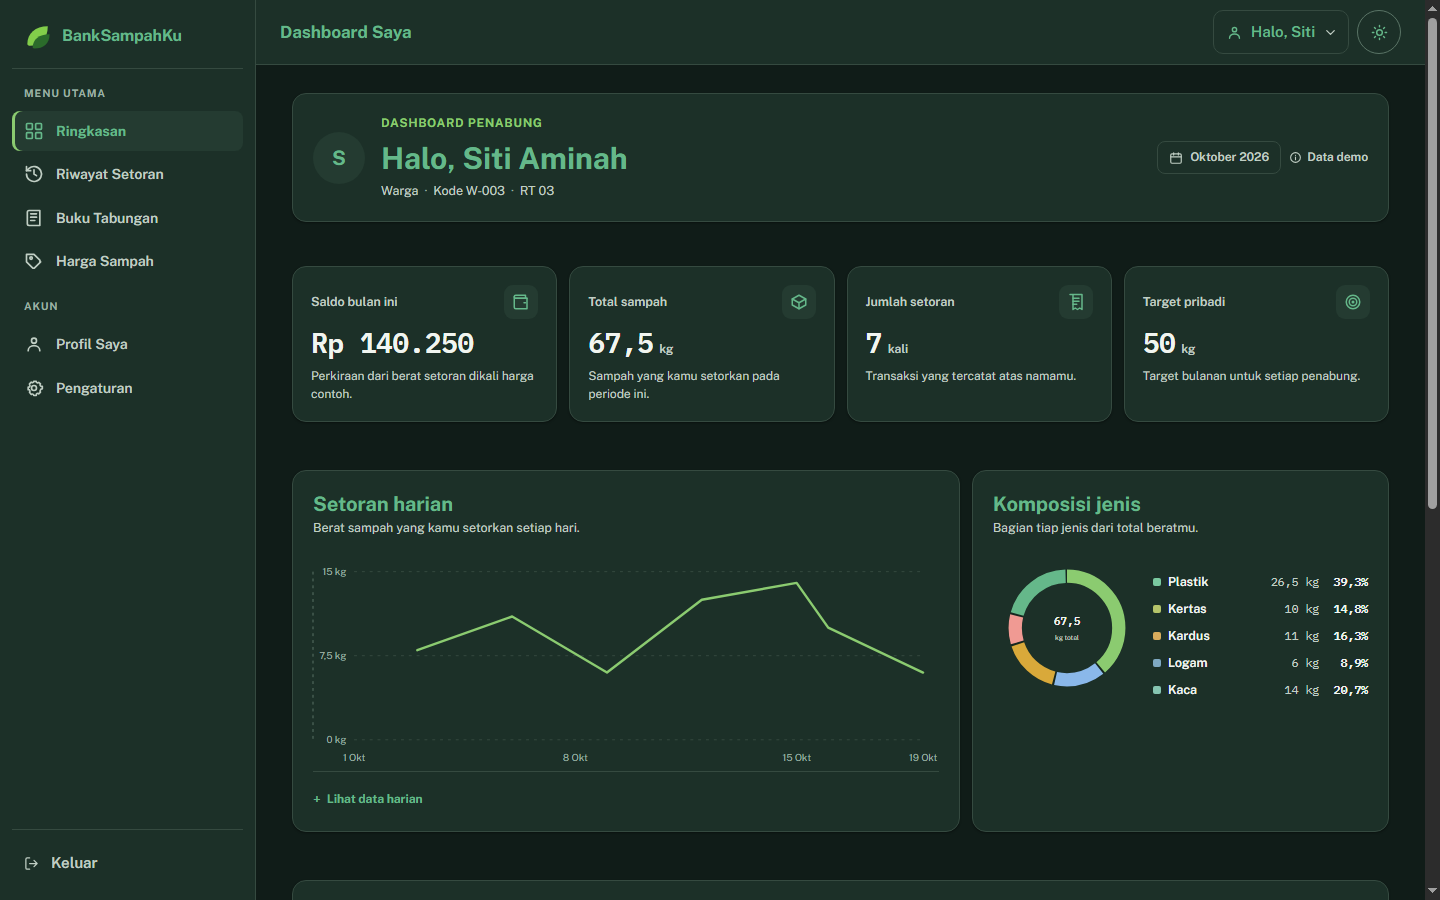 BankSampahKu
MENU UTAMA
Ringkasan
Riwayat Setoran
Buku Tabungan
Harga Sampah
AKUN
Profil Saya
Pengaturan
Keluar
Dashboard Saya
Halo, Siti
S
DASHBOARD PENABUNG
Halo, Siti Aminah
Warga · Kode W-003 · RT 03
Oktober 2026
Data demo
Saldo bulan ini
Rp 140.250
Perkiraan dari berat setoran dikali harga
contoh.
Total sampah
67,5 kg
Sampah yang kamu setorkan pada
periode ini.
Jumlah setoran
7 kali
Transaksi yang tercatat atas namamu.
Target pribadi
50 kg
Target bulanan untuk setiap penabung.
Setoran harian
Berat sampah yang kamu setorkan setiap hari.
15 kg
7,5 kg
0 kg
1 Okt 8 Okt 15 Okt 19 Okt
+ Lihat data harian
Komposisi jenis
Bagian tiap jenis dari total beratmu.
67,5
kg total
Plastik 26,5 kg 39,3%
Kertas 10 kg 14,8%
Kardus 11 kg 16,3%
Logam 6 kg 8,9%
Kaca 14 kg 20,7%